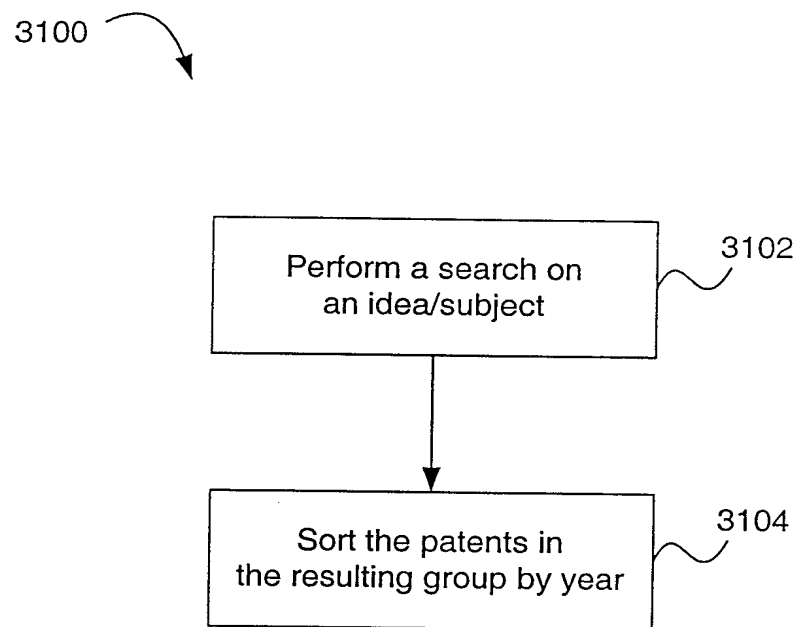 3100
Perform a search on
an idea/subject
3102
Sort the patents in
the resulting group by year
3104